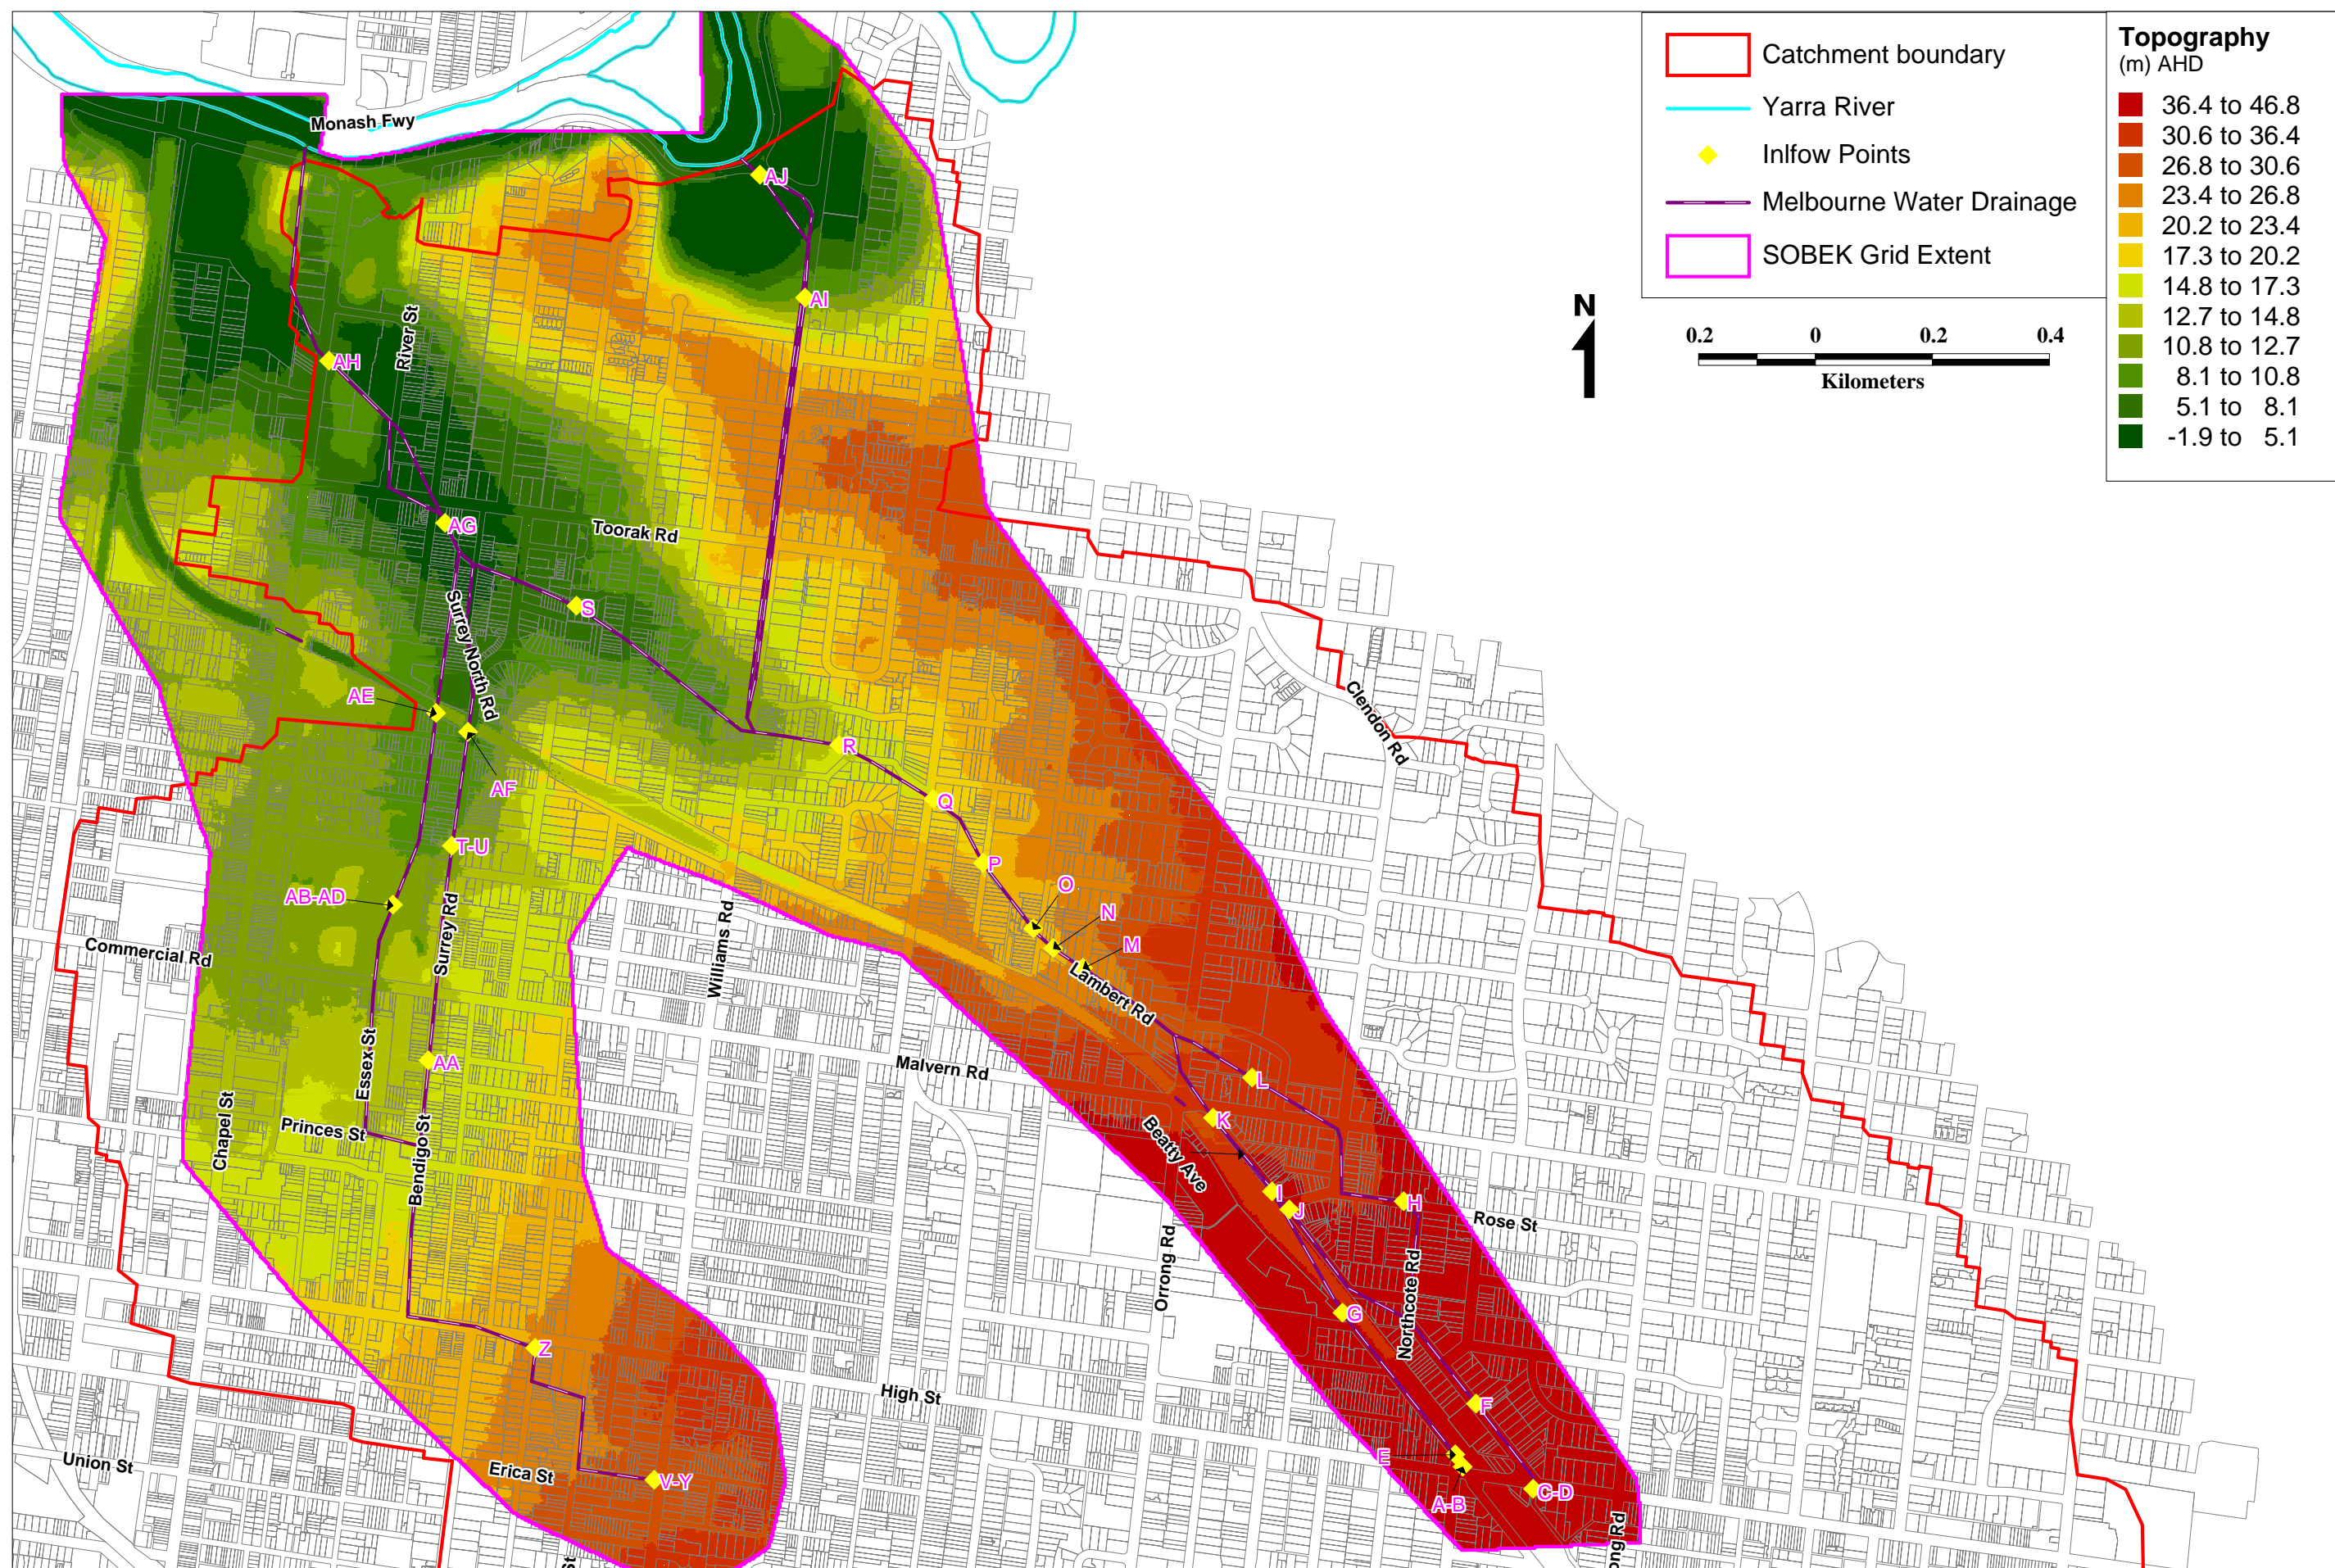 Catchment boundary
Yarra River
Inlfow Points
Melbourne Water Drainage
SOBEK Grid Extent
Topography
(m) AHD
36.4 to 46.8
30.6 to 36.4
26.8 to 30.6
23.4 to 26.8
20.2 to 23.4
17.3 to 20.2
14.8 to 17.3
12.7 to 14.8
10.8 to 12.7
8.1 to 10.8
5.1 to 8.1
-1.9 to 5.1
N
0.2 0 0.2 0.4
Kilometers
Monash Fwy
AJ
AI
River St
AH
AG
Toorak Rd
S
Surrey North Rd
AE
AF
R
Clendon Rd
Q
T-U
P
O
AB-AD
N
M
Surrey Rd
Commercial Rd
Williams Rd
Lambert Rd
Essex St
AA
Malvern Rd
L
K
Chapel St
Princes St
Bendigo St
Beatty Ave
I
J
H
Rose St
Orrong Rd
Northcote Rd
G
Z
High St
F
E
Union St
Erica St
V-Y
A-B
C-D
ong Rd
St